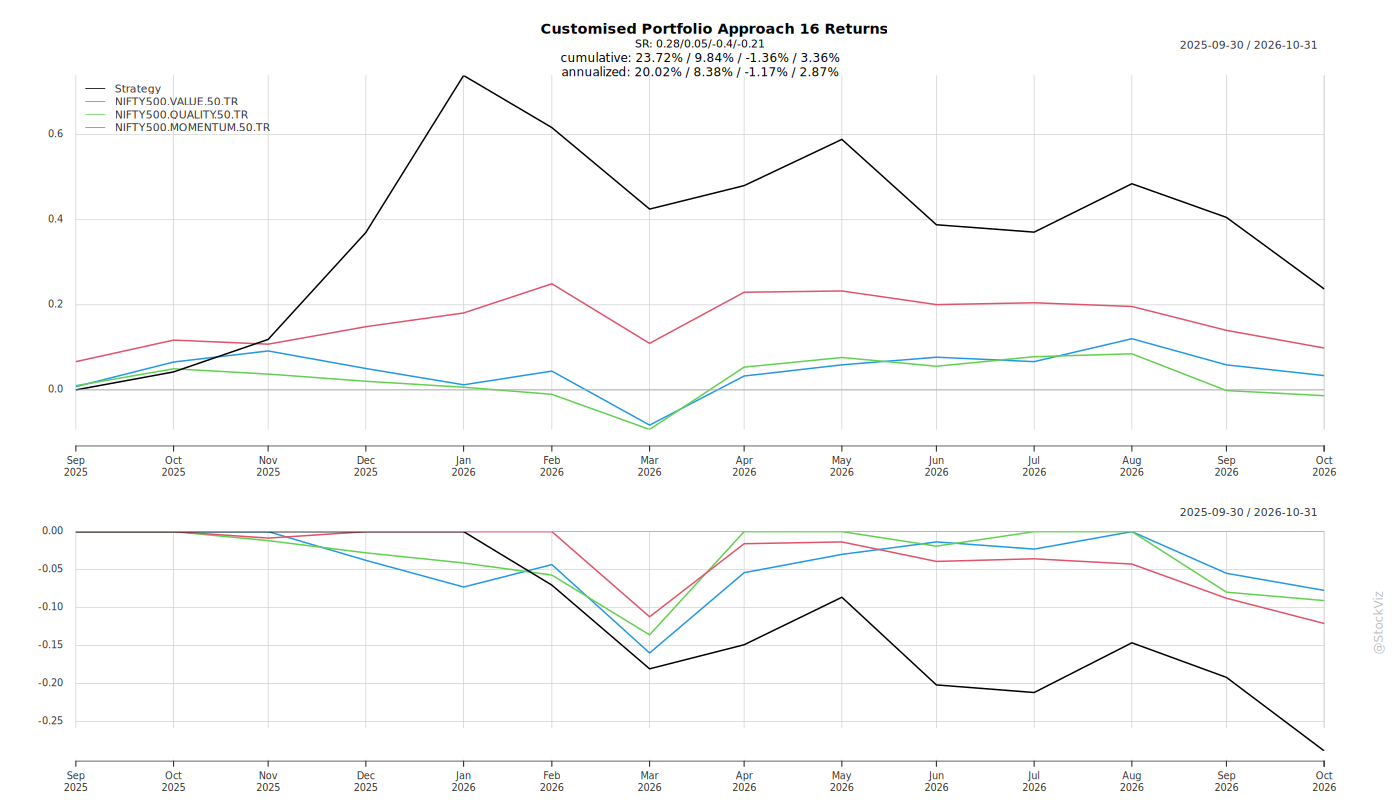 Customised Portfolio Approach 16 Returns
SR: 0.28/0.05/-0.4/-0.21
cumulative: 23.72% / 9.84% / -1.36% / 3.36%
annualized: 20.02% / 8.38% / -1.17% / 2.87%
2025-09-30 / 2026-10-31
Strategy
NIFTY500.VALUE.50.TR
NIFTY500.QUALITY.50.TR
NIFTY500.MOMENTUM.50.TR
0.6
0.4
0.2
0.0
Sep Oct Nov Dec Jan Feb Mar Apr May Jun Jul Aug Sep Oct
2025 2025 2025 2025 2026 2026 2026 2026 2026 2026 2026 2026 2026 2026
2025-09-30 / 2026-10-31
0.00
-0.05
-0.10
-0.15
-0.20
-0.25
Sep Oct Nov Dec Jan Feb Mar Apr May Jun Jul Aug Sep Oct
2025 2025 2025 2025 2026 2026 2026 2026 2026 2026 2026 2026 2026 2026
@StockViz